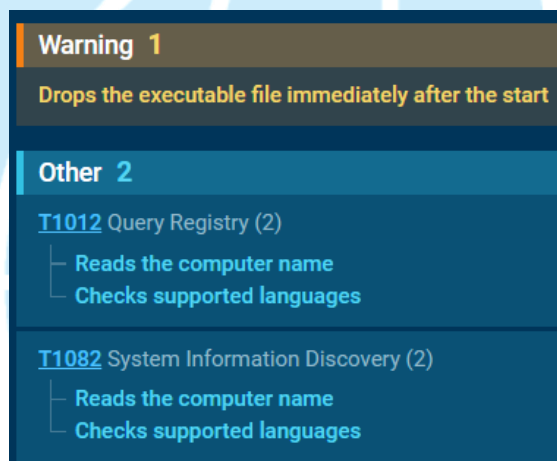 Warning 1
Drops the executable file immediately after the start
Other 2
T1012 Query Registry (2)
Reads the computer name
Checks supported languages
T1082 System Information Discovery (2)
Reads the computer name
Checks supported languages